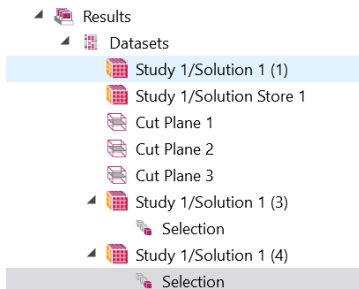 Results
Datasets
Study 1/Solution 1 (1)
Study 1/Solution Store 1
Cut Plane 1
Cut Plane 2
Cut Plane 3
Study 1/Solution 1 (3)
Selection
Study 1/Solution 1 (4)
Selection